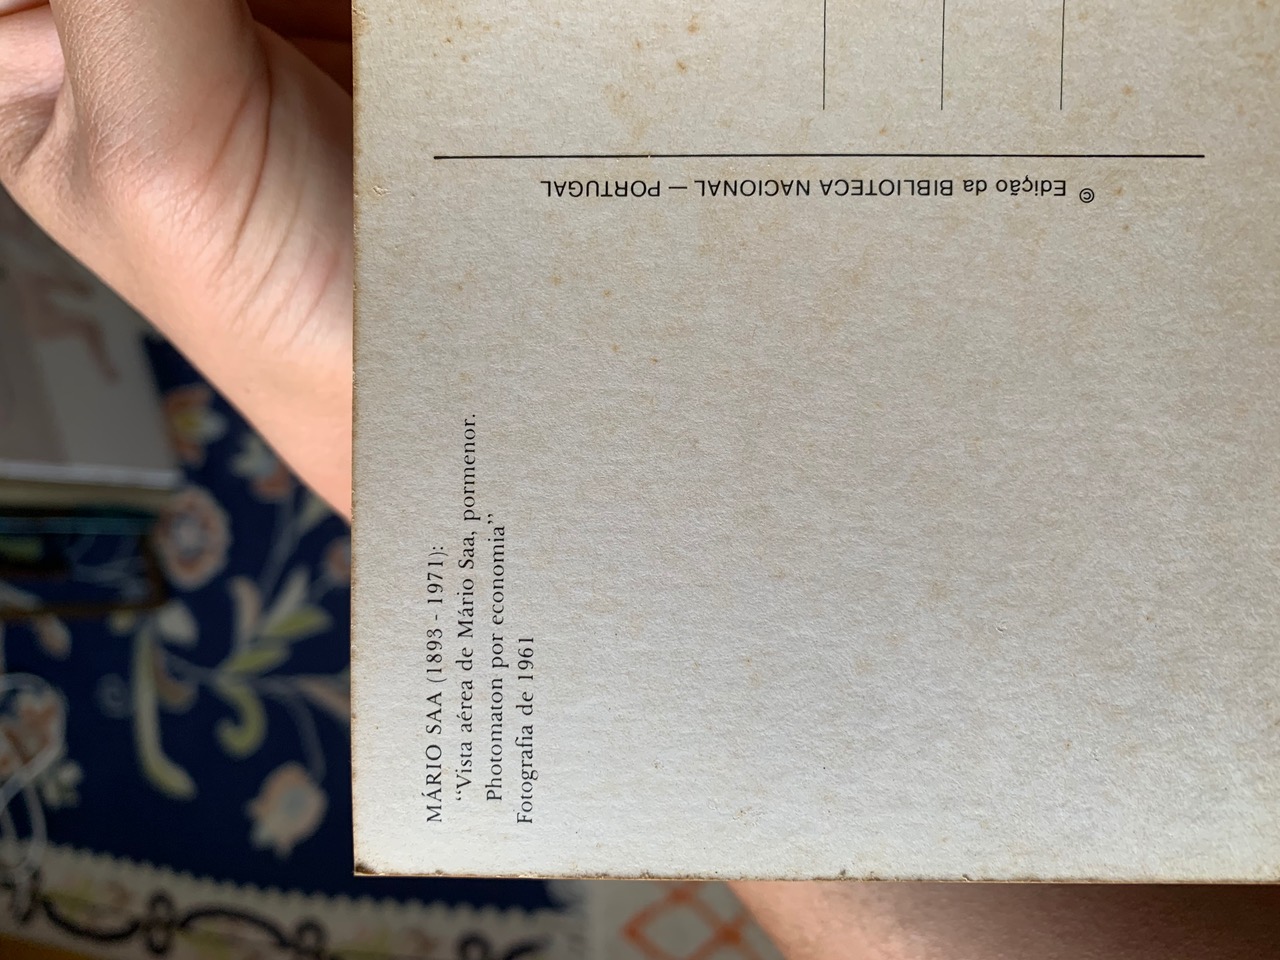 MÁRIO SAA (1893 - 1971):
“Vista aérea de Mário Saa, pormenor.
Photomaton por economia”
Fotografia de 1961
© Edição da BIBLIOTECA NACIONAL — PORTUGAL